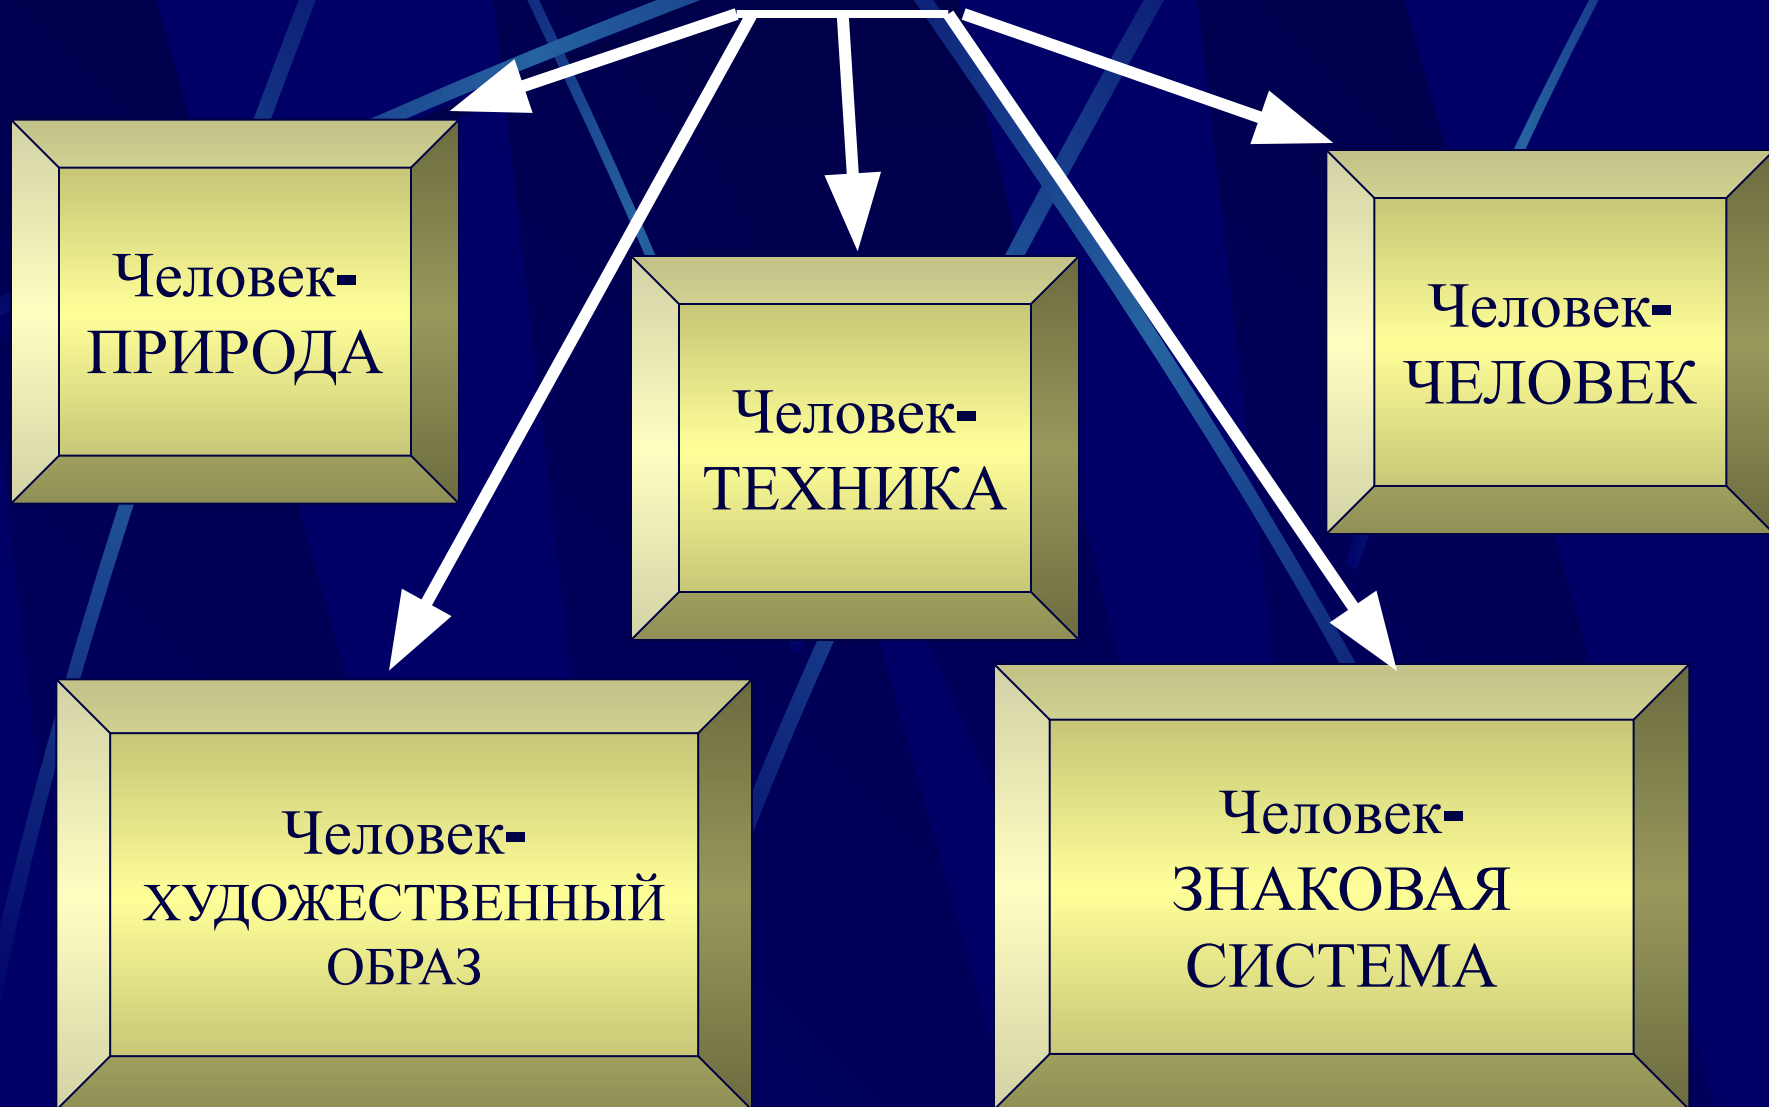 Человек-
ПРИРОДА
Человек-
ТЕХНИКА
Человек-
ЧЕЛОВЕК
Человек-
ХУДОЖЕСТВЕННЫЙ
ОБРАЗ
Человек-
ЗНАКОВАЯ
СИСТЕМА